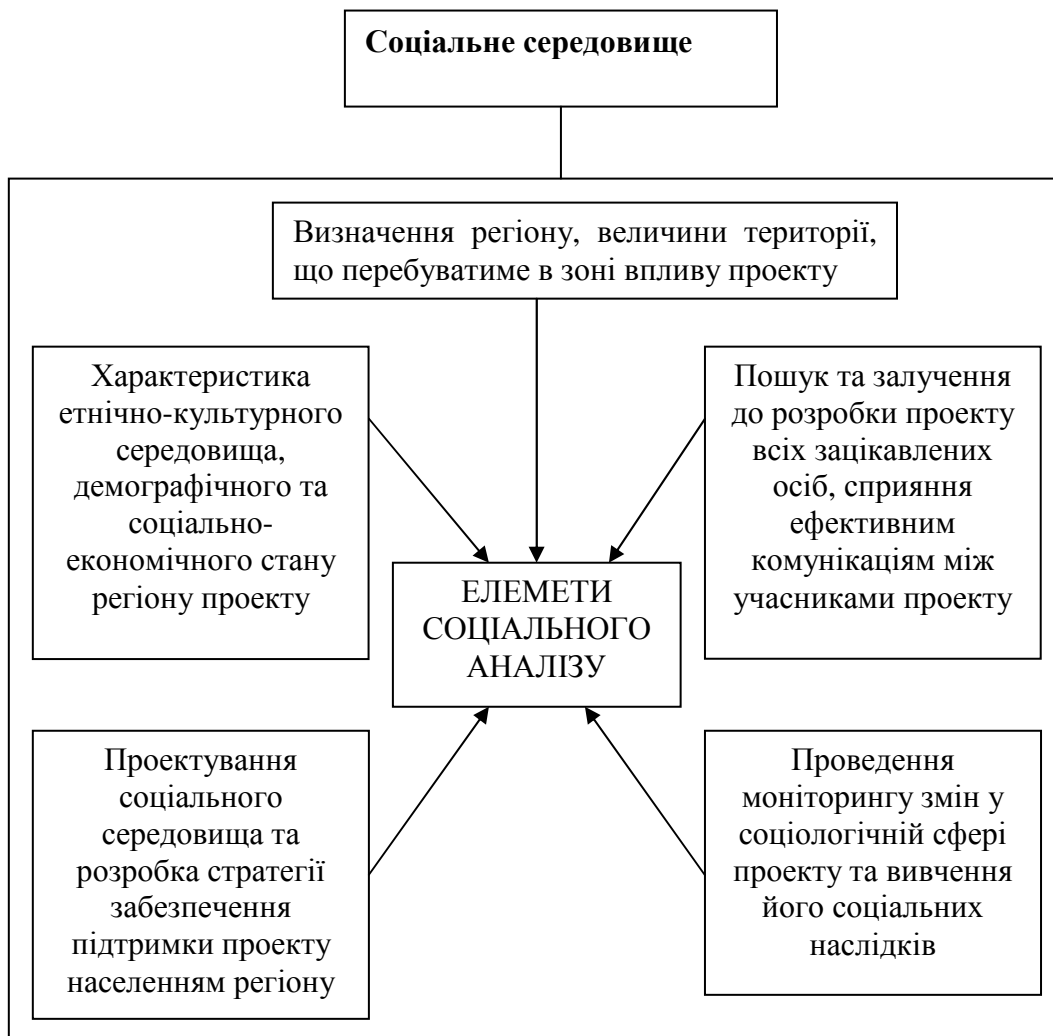 Соціальне середовище
Визначення регіону, величини території,
що перебуватиме в зоні впливу проекту
Характеристика
етнічно-культурного
середовища,
демографічного та
соціально-
економічного стану
регіону проекту
Пошук та залучення
до розробки проекту
всіх зацікавлених
осіб, сприяння
ефективним
комунікаціям між
учасниками проекту
ЕЛЕМЕТИ
СОЦІАЛЬНОГО
АНАЛІЗУ
Проектування
соціального
середовища та
розробка стратегії
забезпечення
підтримки проекту
населенням регіону
Проведення
моніторингу змін у
соціологічній сфері
проекту та вивчення
його соціальних
наслідків